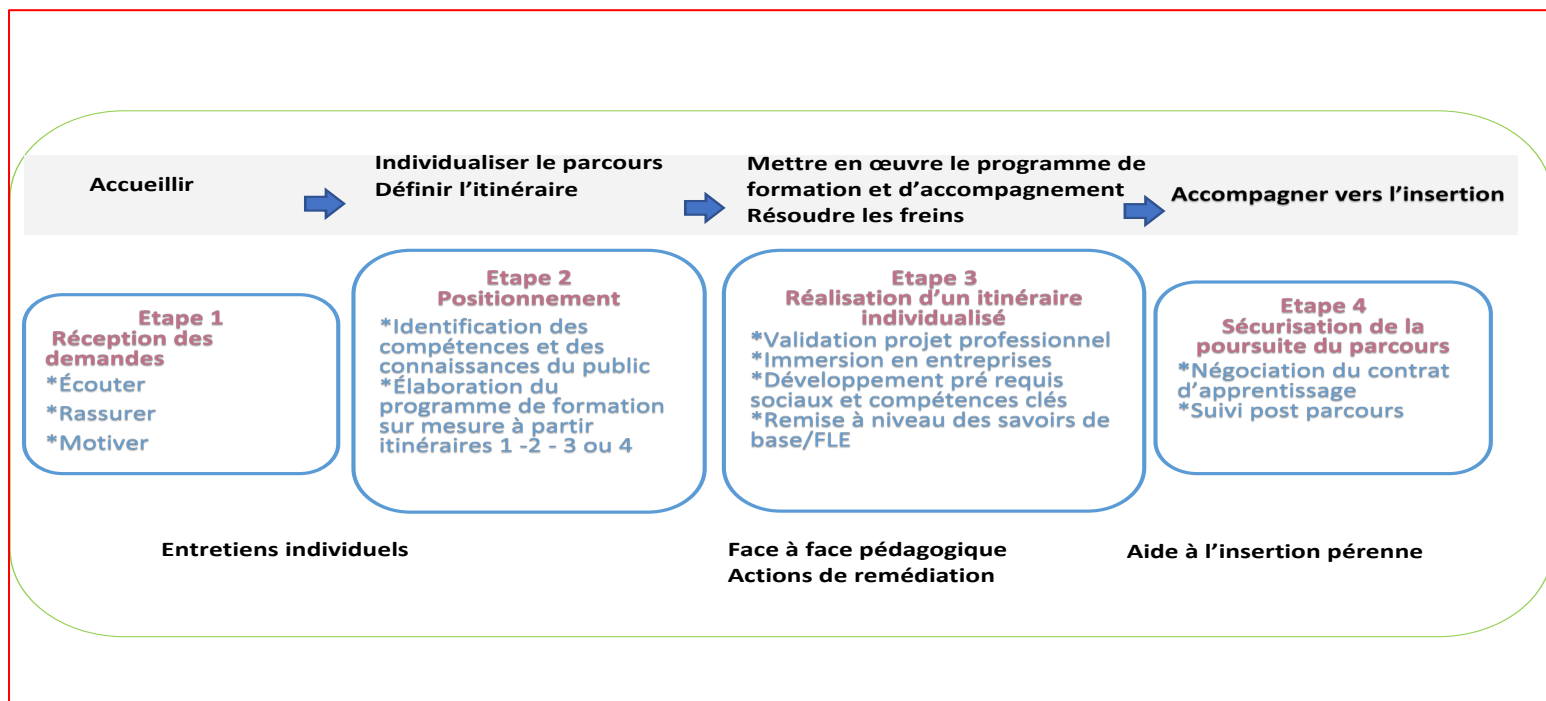 Accueillir
Individualiser le parcours
Définir l’itinéraire
Mettre en œuvre le programme de
formation et d’accompagnement
Résoudre les freins
Accompagner vers l’insertion
Etape 1
Réception des
demandes
*Écouter
*Rassurer
*Motiver
Etape 2
Positionnement
*Identification des
compétences et des
connaissances du public
*Élaboration du
programme de formation
sur mesure à partir
itinéraires 1 -2 - 3 ou 4
Etape 3
Réalisation d’un itinéraire
individualisé
*Validation projet professionnel
*Immersion en entreprises
*Développement pré requis
sociaux et compétences clés
*Remise à niveau des savoirs de
base/FLE
Etape 4
Sécurisation de la
poursuite du parcours
*Négociation du contrat
d’apprentissage
*Suivi post parcours
Entretiens individuels
Face à face pédagogique
Actions de remédiation
Aide à l’insertion pérenne